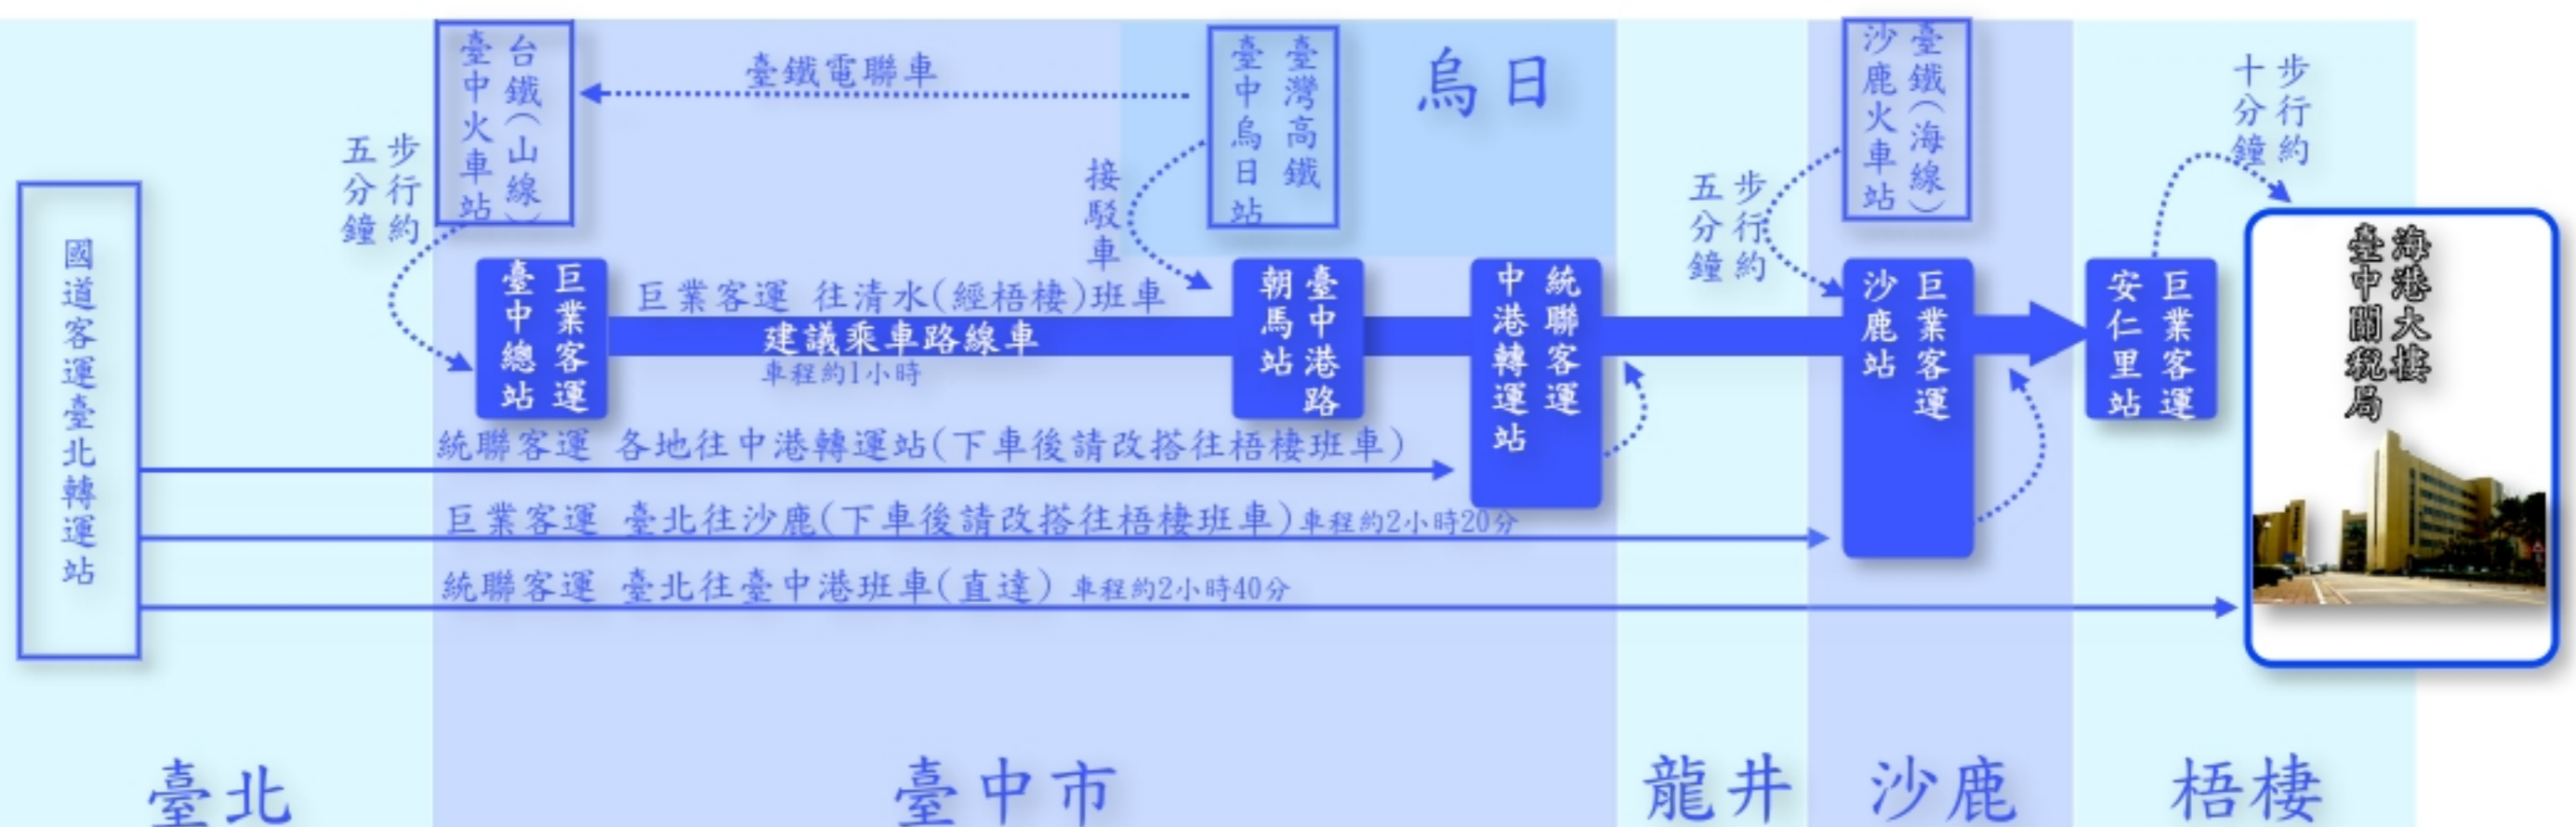 國道客運臺北轉運站
台鐵(山線)
臺中火車站
步行約
五分鐘
臺鐵電聯車
臺灣高鐵
臺中烏日站
烏日
接駁車
臺鐵(海線)
沙鹿火車站
步行約
五分鐘
步行約
十分鐘
巨業客運
臺中總站
巨業客運 往清水(經梧棲)班車
建議乘車路線車
車程約1小時
臺中港路
朝馬站
統聯客運
中港轉運站
巨業客運
沙鹿站
巨業客運
安仁里站
海港大樓
臺中關稅局
統聯客運 各地往中港轉運站(下車後請改搭往梧棲班車)
巨業客運 臺北往沙鹿(下車後請改搭往梧棲班車)車程約2小時20分
統聯客運 臺北往臺中港班車(直達) 車程約2小時40分
臺北
臺中市
龍井
沙鹿
梧棲